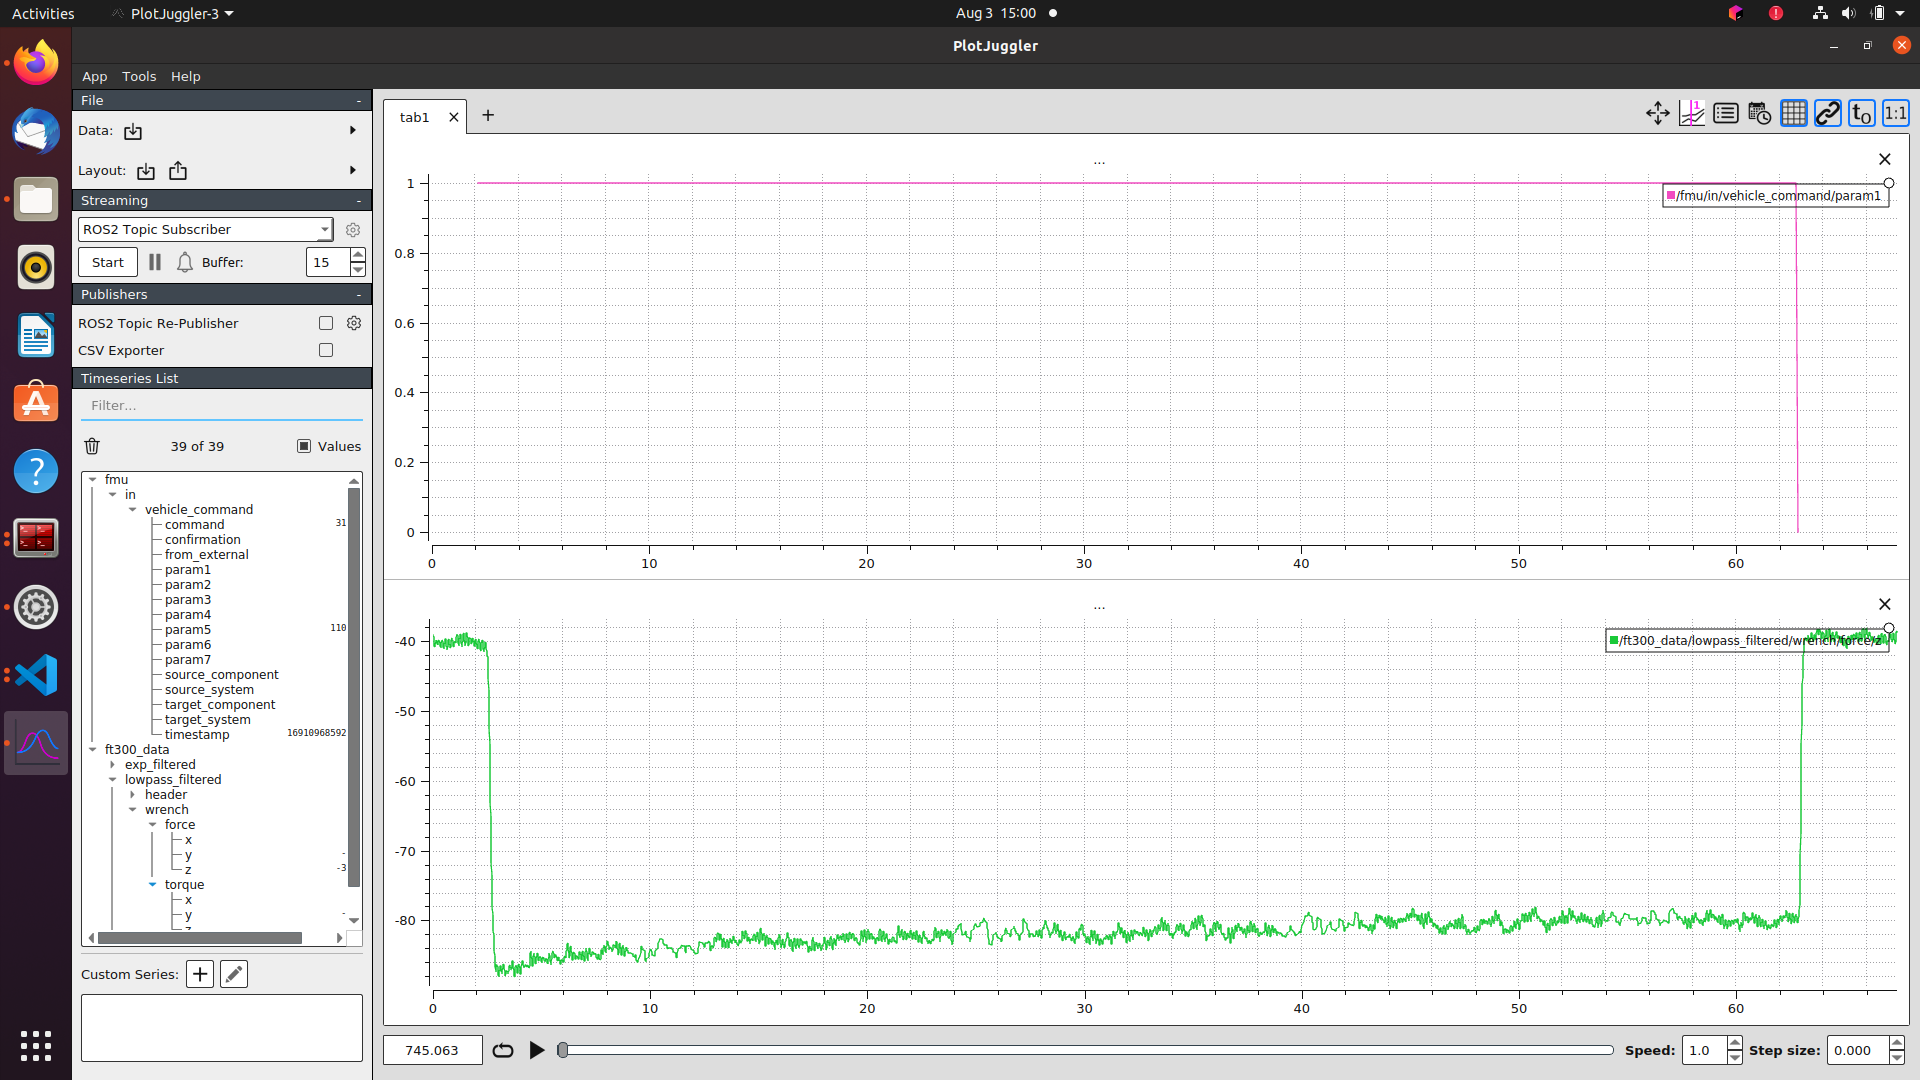 Activities PlotJuggler-3 Aug 3 15:00
PlotJuggler
App Tools Help
File -
Data:
Layout:
Streaming -
ROS2 Topic Subscriber
Start Buffer: 15
Publishers -
ROS2 Topic Re-Publisher
CSV Exporter
Timeseries List
Filter...
39 of 39 Values
fmu
in
vehicle_command
command 31
confirmation
from_external
param1
param2
param3
param4
param5 110
param6
param7
source_component
source_system
target_component
target_system
timestamp 16910968592
ft300_data
exp_filtered
lowpass_filtered
header
wrench
force
x
y -
z -3
torque
x
y -
z
Custom Series:
tab1 +
t0 1:1
...
/fmu/in/vehicle_command/param1
1
0.8
0.6
0.4
0.2
0
0 10 20 30 40 50 60
...
/ft300_data/lowpass_filtered/wrench/force/z
-40
-50
-60
-70
-80
0 10 20 30 40 50 60
745.063 Speed: 1.0 Step size: 0.000